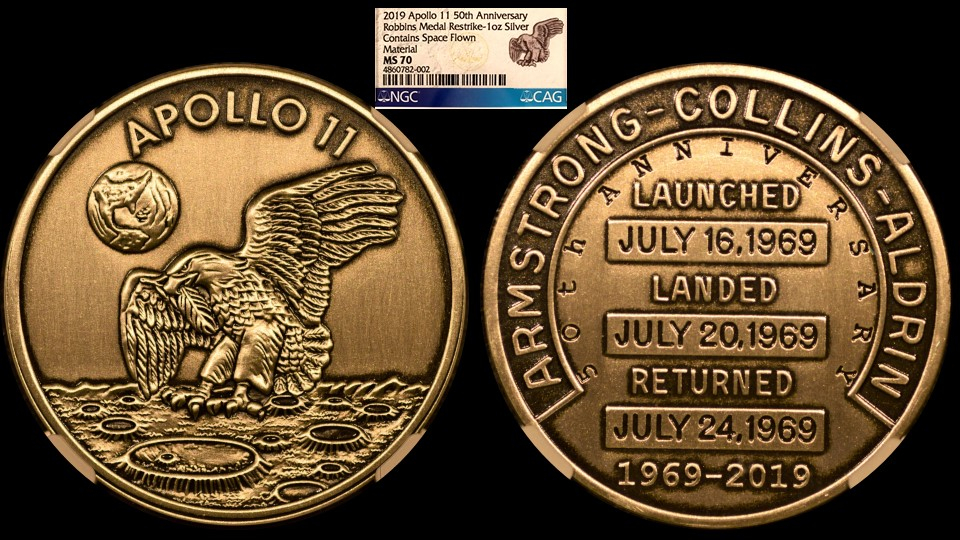 2019 Apollo 11 50th Anniversary
Robbins Medal Restrike-1oz Silver
Contains Space Flown
Material
MS 70
4860782-002
NGC
CAG
APOLLO 11
ARMSTRONG-COLLINS-ALDRIN
50th ANNIVERSARY
LAUNCHED
JULY 16,1969
LANDED
JULY 20,1969
RETURNED
JULY 24,1969
1969-2019